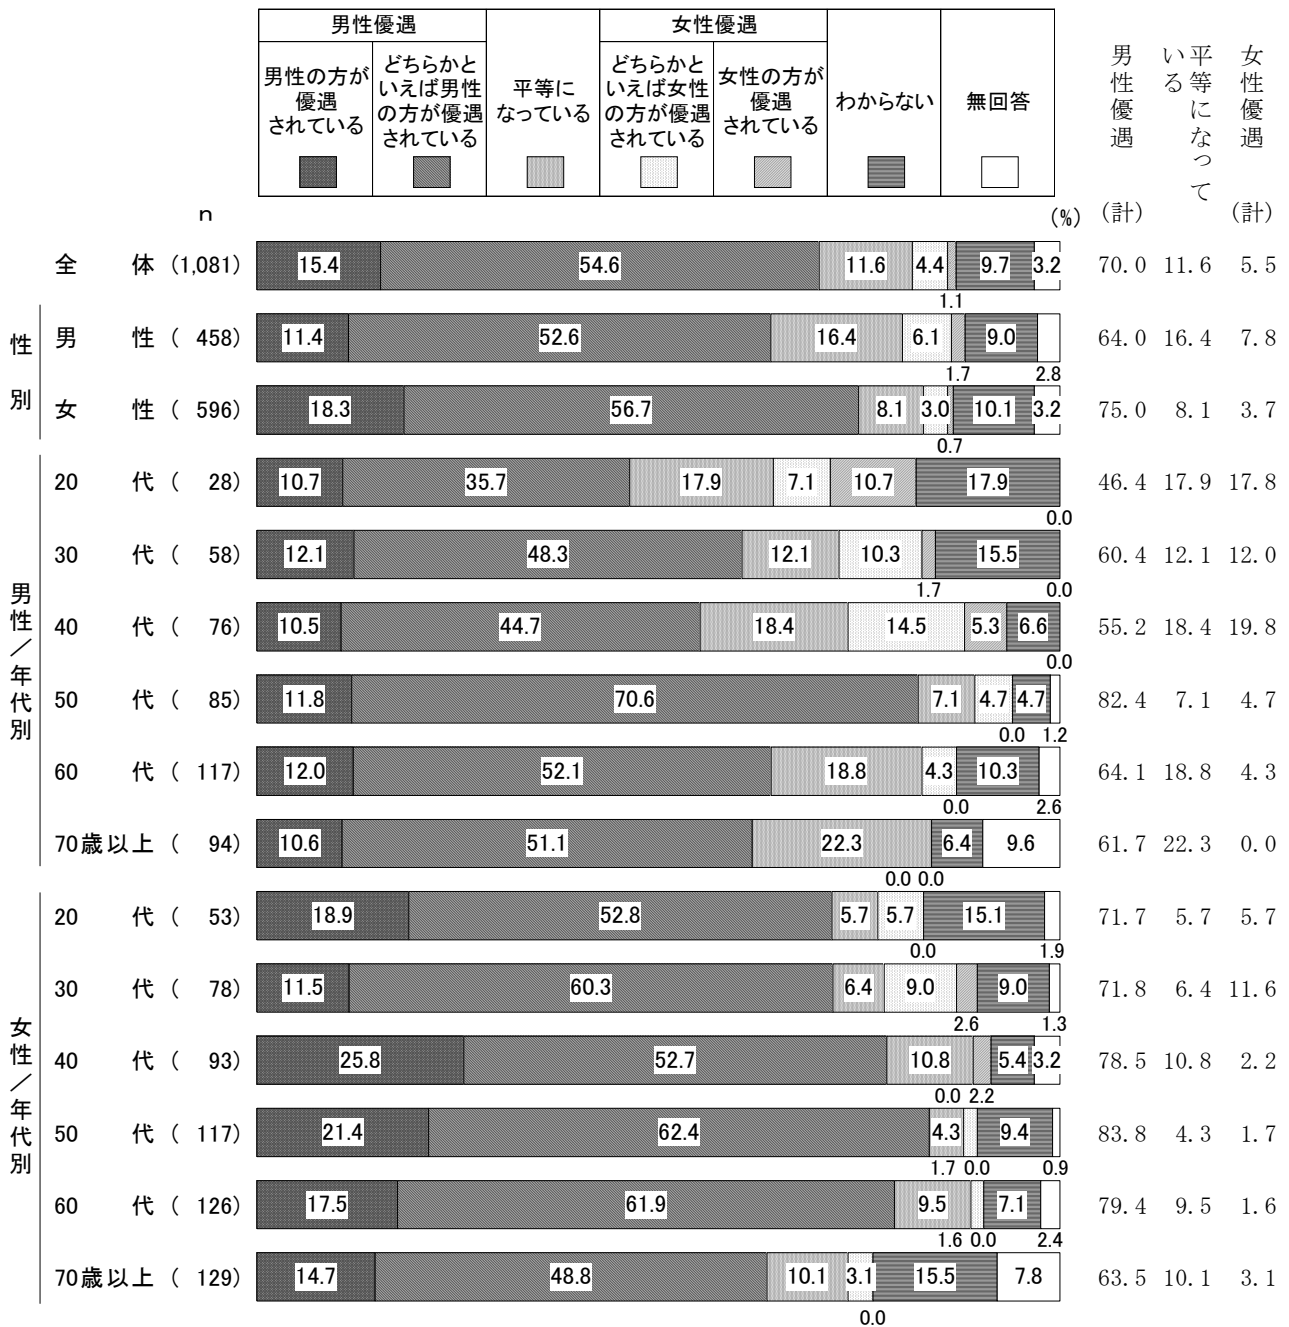 男性優遇
女性優遇
男性の方が
優遇
されている
どちらかと
いえば男性
の方が優遇
されている
平等に
なっている
どちらかと
いえば女性
の方が優遇
されている
女性の方が
優遇
されている
わからない
無回答
男性優遇
平等になって
いる
女性優遇
n
(%) (計) (計)
全体 (1,081) 15.4 54.6 11.6 4.4 9.7 3.2 70.0 11.6 5.5
1.1
性別
男性 ( 458) 11.4 52.6 16.4 6.1 9.0 64.0 16.4 7.8
1.7 2.8
女性 ( 596) 18.3 56.7 8.1 3.0 10.1 3.2 75.0 8.1 3.7
0.7
男性/年代別
20代 ( 28) 10.7 35.7 17.9 7.1 10.7 17.9 46.4 17.9 17.8
0.0
30代 ( 58) 12.1 48.3 12.1 10.3 15.5 60.4 12.1 12.0
1.7 0.0
40代 ( 76) 10.5 44.7 18.4 14.5 5.3 6.6 55.2 18.4 19.8
0.0
50代 ( 85) 11.8 70.6 7.1 4.7 4.7 82.4 7.1 4.7
0.0 1.2
60代 ( 117) 12.0 52.1 18.8 4.3 10.3 64.1 18.8 4.3
0.0 2.6
70歳以上 ( 94) 10.6 51.1 22.3 6.4 9.6 61.7 22.3 0.0
0.0 0.0
女性/年代別
20代 ( 53) 18.9 52.8 5.7 5.7 15.1 71.7 5.7 5.7
0.0 1.9
30代 ( 78) 11.5 60.3 6.4 9.0 9.0 71.8 6.4 11.6
2.6 1.3
40代 ( 93) 25.8 52.7 10.8 5.4 3.2 78.5 10.8 2.2
0.0 2.2
50代 ( 117) 21.4 62.4 4.3 9.4 83.8 4.3 1.7
1.7 0.0 0.9
60代 ( 126) 17.5 61.9 9.5 7.1 79.4 9.5 1.6
1.6 0.0 2.4
70歳以上 ( 129) 14.7 48.8 10.1 3.1 15.5 7.8 63.5 10.1 3.1
0.0